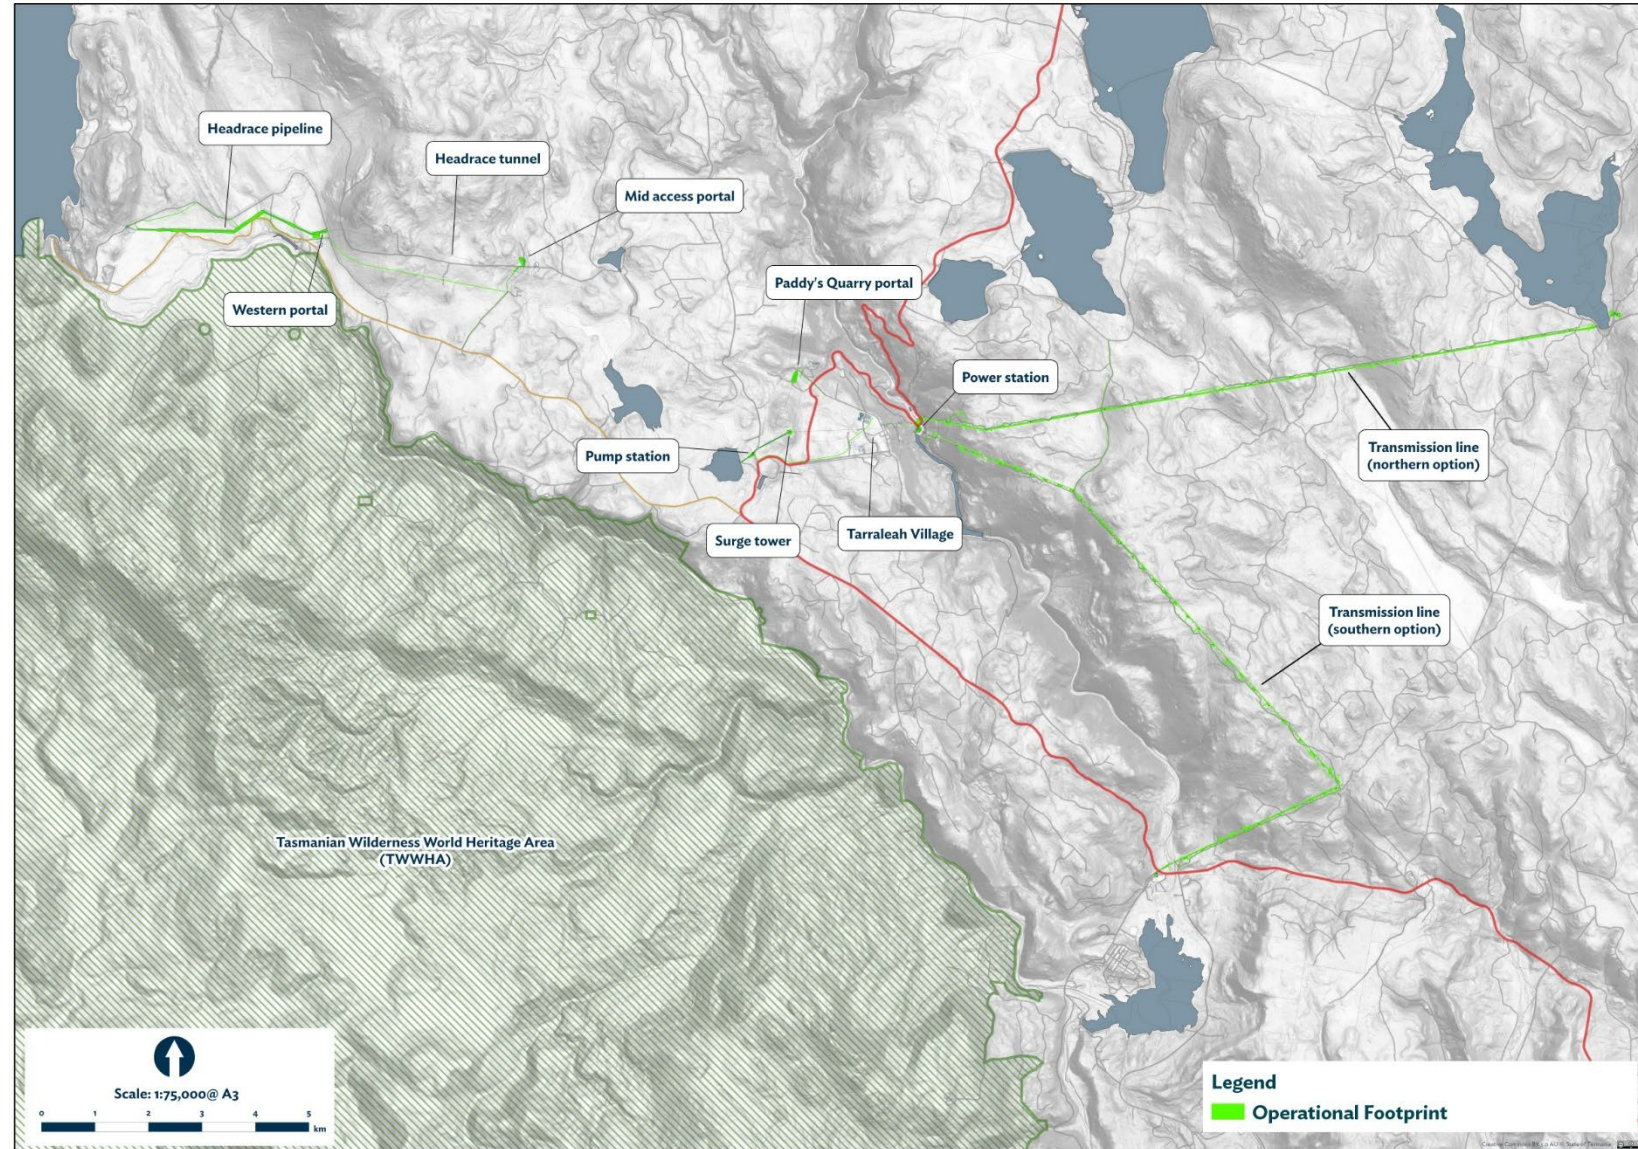 Headrace pipeline
Headrace tunnel
Mid access portal
Paddy's Quarry portal
Western portal
Power station
Transmission line
(northern option)
Pump station
Surge tower
Tarraleah Village
Transmission line
(southern option)
Tasmanian Wilderness World Heritage Area
(TWWHA)
Scale: 1:75,000@ A3
0 1 2 3 4 5
km
Legend
Operational Footprint